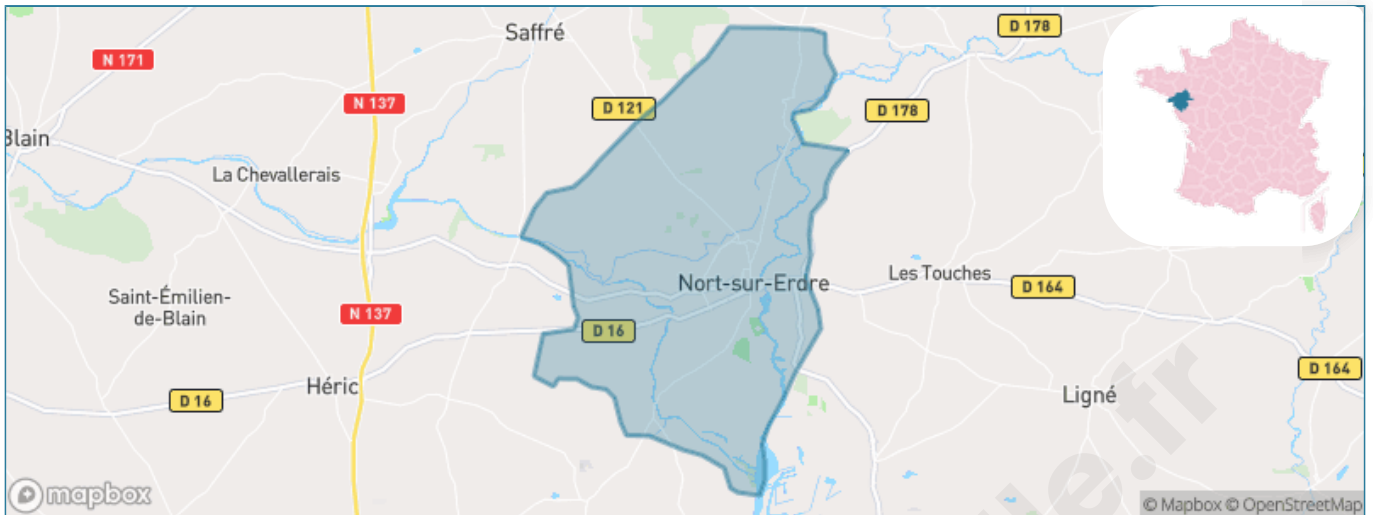 Saffré
D 178
N 171
N 137
D 121
D 178
Blain
La Chevallerais
Nort-sur-Erdre
Les Touches
D 164
Saint-Émilien-
de-Blain
N 137
D 16
D 164
Héric
D 16
Ligné
mapbox
© Mapbox © OpenStreetMap